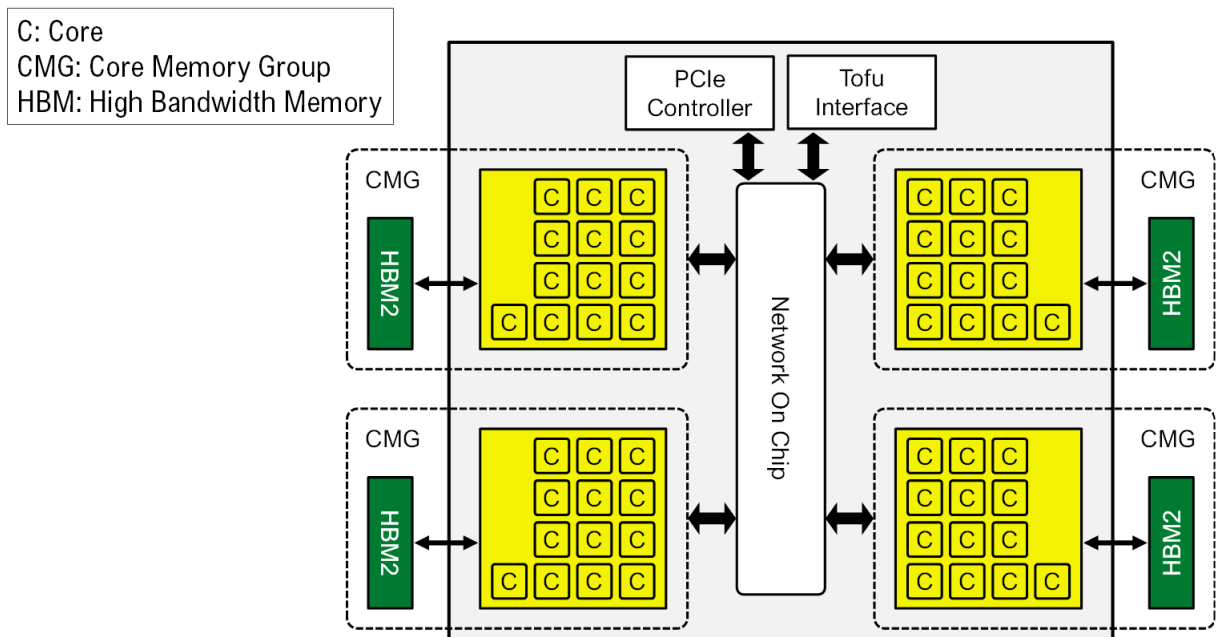 C: Core
CMG: Core Memory Group
HBM: High Bandwidth Memory
PCIe
Controller
Tofu
Interface
CMG
HBM2
C C C
C C C
C C C
C C C C
Network On Chip
CMG
HBM2
C C C
C C C
C C C
C C C C
CMG
HBM2
C C C
C C C
C C C
C C C C
CMG
HBM2
C C C
C C C
C C C
C C C C